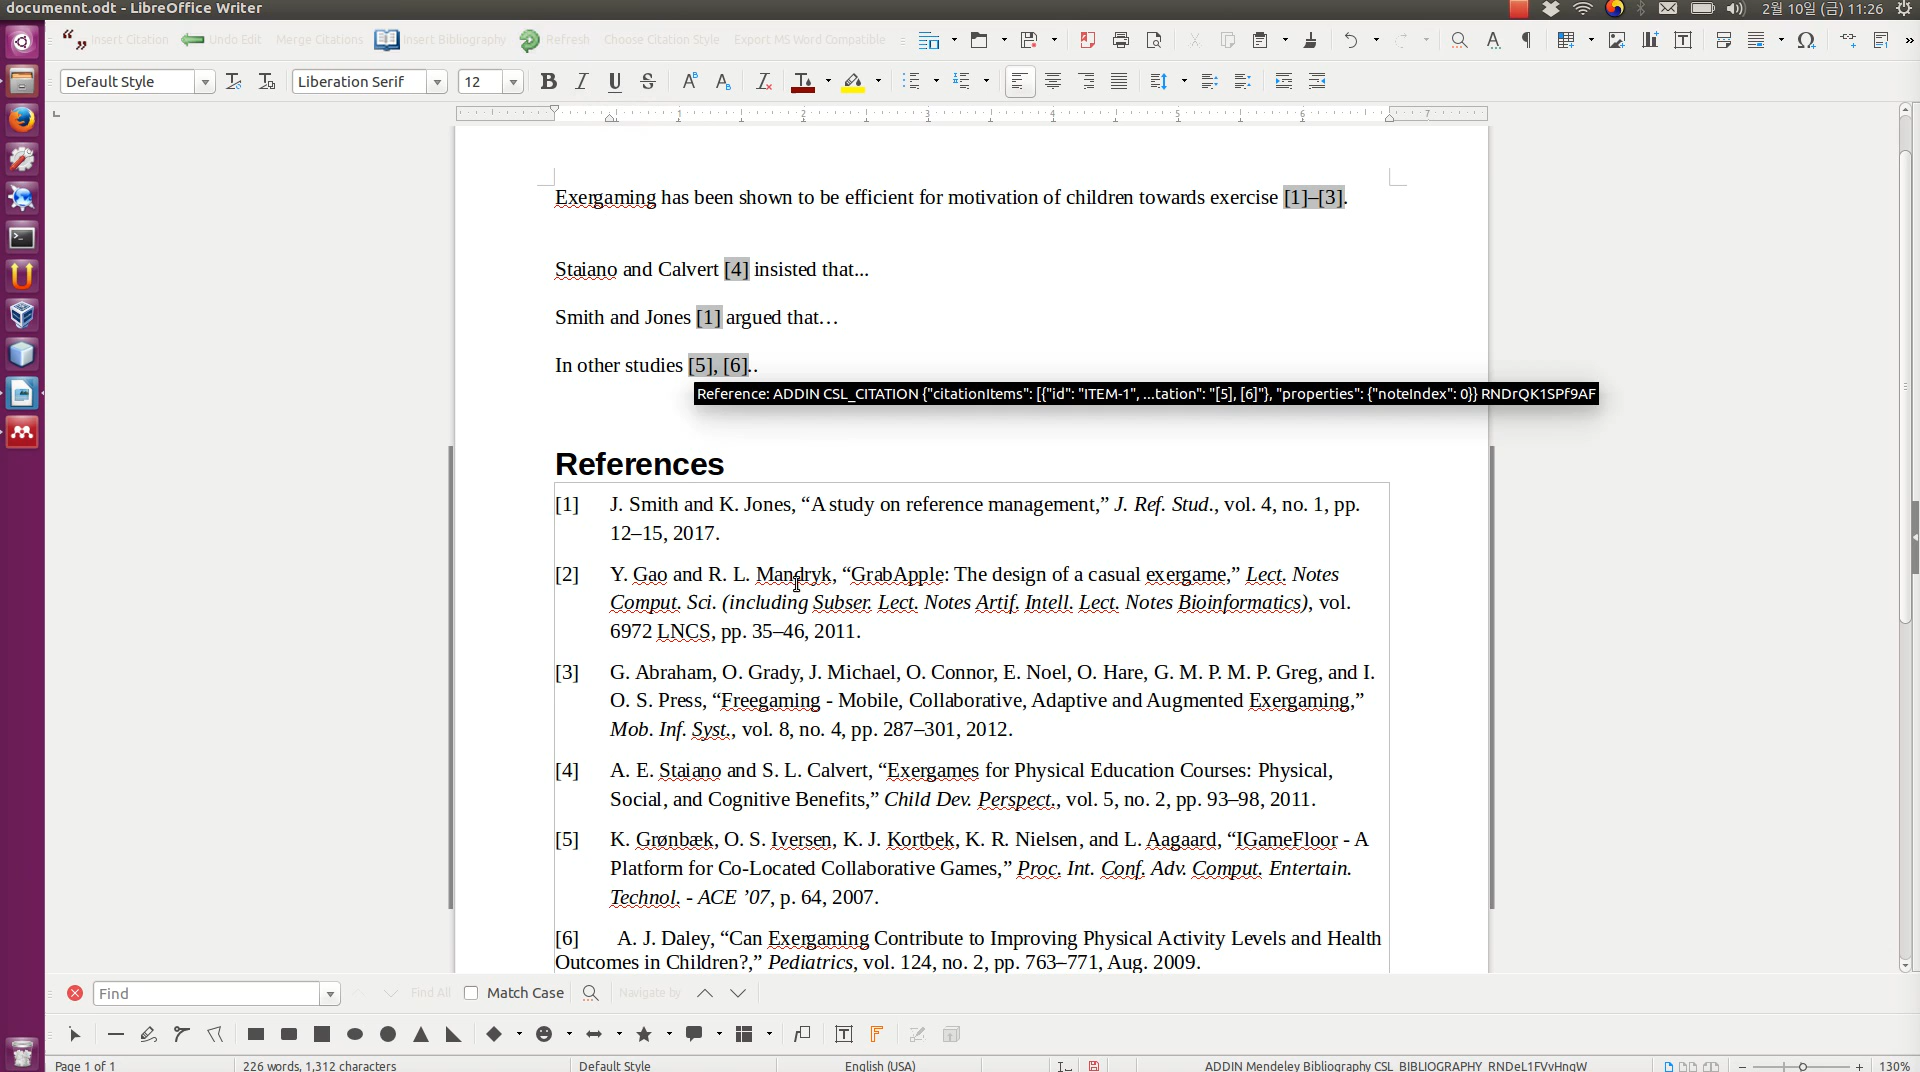 documennt.odt - LibreOffice Writer
2월 10일 (금) 11:26
Insert Citation Undo Edit Merge Citations Insert Bibliography Refresh Choose Citation Style Export MS Word Compatible
Default Style Liberation Serif 12
1 2 3 4 5 6 7
Exergaming has been shown to be efficient for motivation of children towards exercise [1]–[3].
Staiano and Calvert [4] insisted that...
Smith and Jones [1] argued that…
In other studies [5], [6]..
Reference: ADDIN CSL_CITATION {"citationItems": [{"id": "ITEM-1", ...tation": "[5], [6]"}, "properties": {"noteIndex": 0}} RNDrQK1SPf9AF
References
[1] J. Smith and K. Jones, “A study on reference management,” J. Ref. Stud., vol. 4, no. 1, pp.
12–15, 2017.
[2] Y. Gao and R. L. Mandryk, “GrabApple: The design of a casual exergame,” Lect. Notes
Comput. Sci. (including Subser. Lect. Notes Artif. Intell. Lect. Notes Bioinformatics), vol.
6972 LNCS, pp. 35–46, 2011.
[3] G. Abraham, O. Grady, J. Michael, O. Connor, E. Noel, O. Hare, G. M. P. M. P. Greg, and I.
O. S. Press, “Freegaming - Mobile, Collaborative, Adaptive and Augmented Exergaming,”
Mob. Inf. Syst., vol. 8, no. 4, pp. 287–301, 2012.
[4] A. E. Staiano and S. L. Calvert, “Exergames for Physical Education Courses: Physical,
Social, and Cognitive Benefits,” Child Dev. Perspect., vol. 5, no. 2, pp. 93–98, 2011.
[5] K. Grønbæk, O. S. Iversen, K. J. Kortbek, K. R. Nielsen, and L. Aagaard, “IGameFloor - A
Platform for Co-Located Collaborative Games,” Proc. Int. Conf. Adv. Comput. Entertain.
Technol. - ACE ’07, p. 64, 2007.
[6] A. J. Daley, “Can Exergaming Contribute to Improving Physical Activity Levels and Health
Outcomes in Children?,” Pediatrics, vol. 124, no. 2, pp. 763–771, Aug. 2009.
Find Find All Match Case Navigate by
Page 1 of 1 226 words, 1,312 characters Default Style English (USA) ADDIN Mendeley Bibliography CSL_BIBLIOGRAPHY RNDeL1FVvHnqW 130%